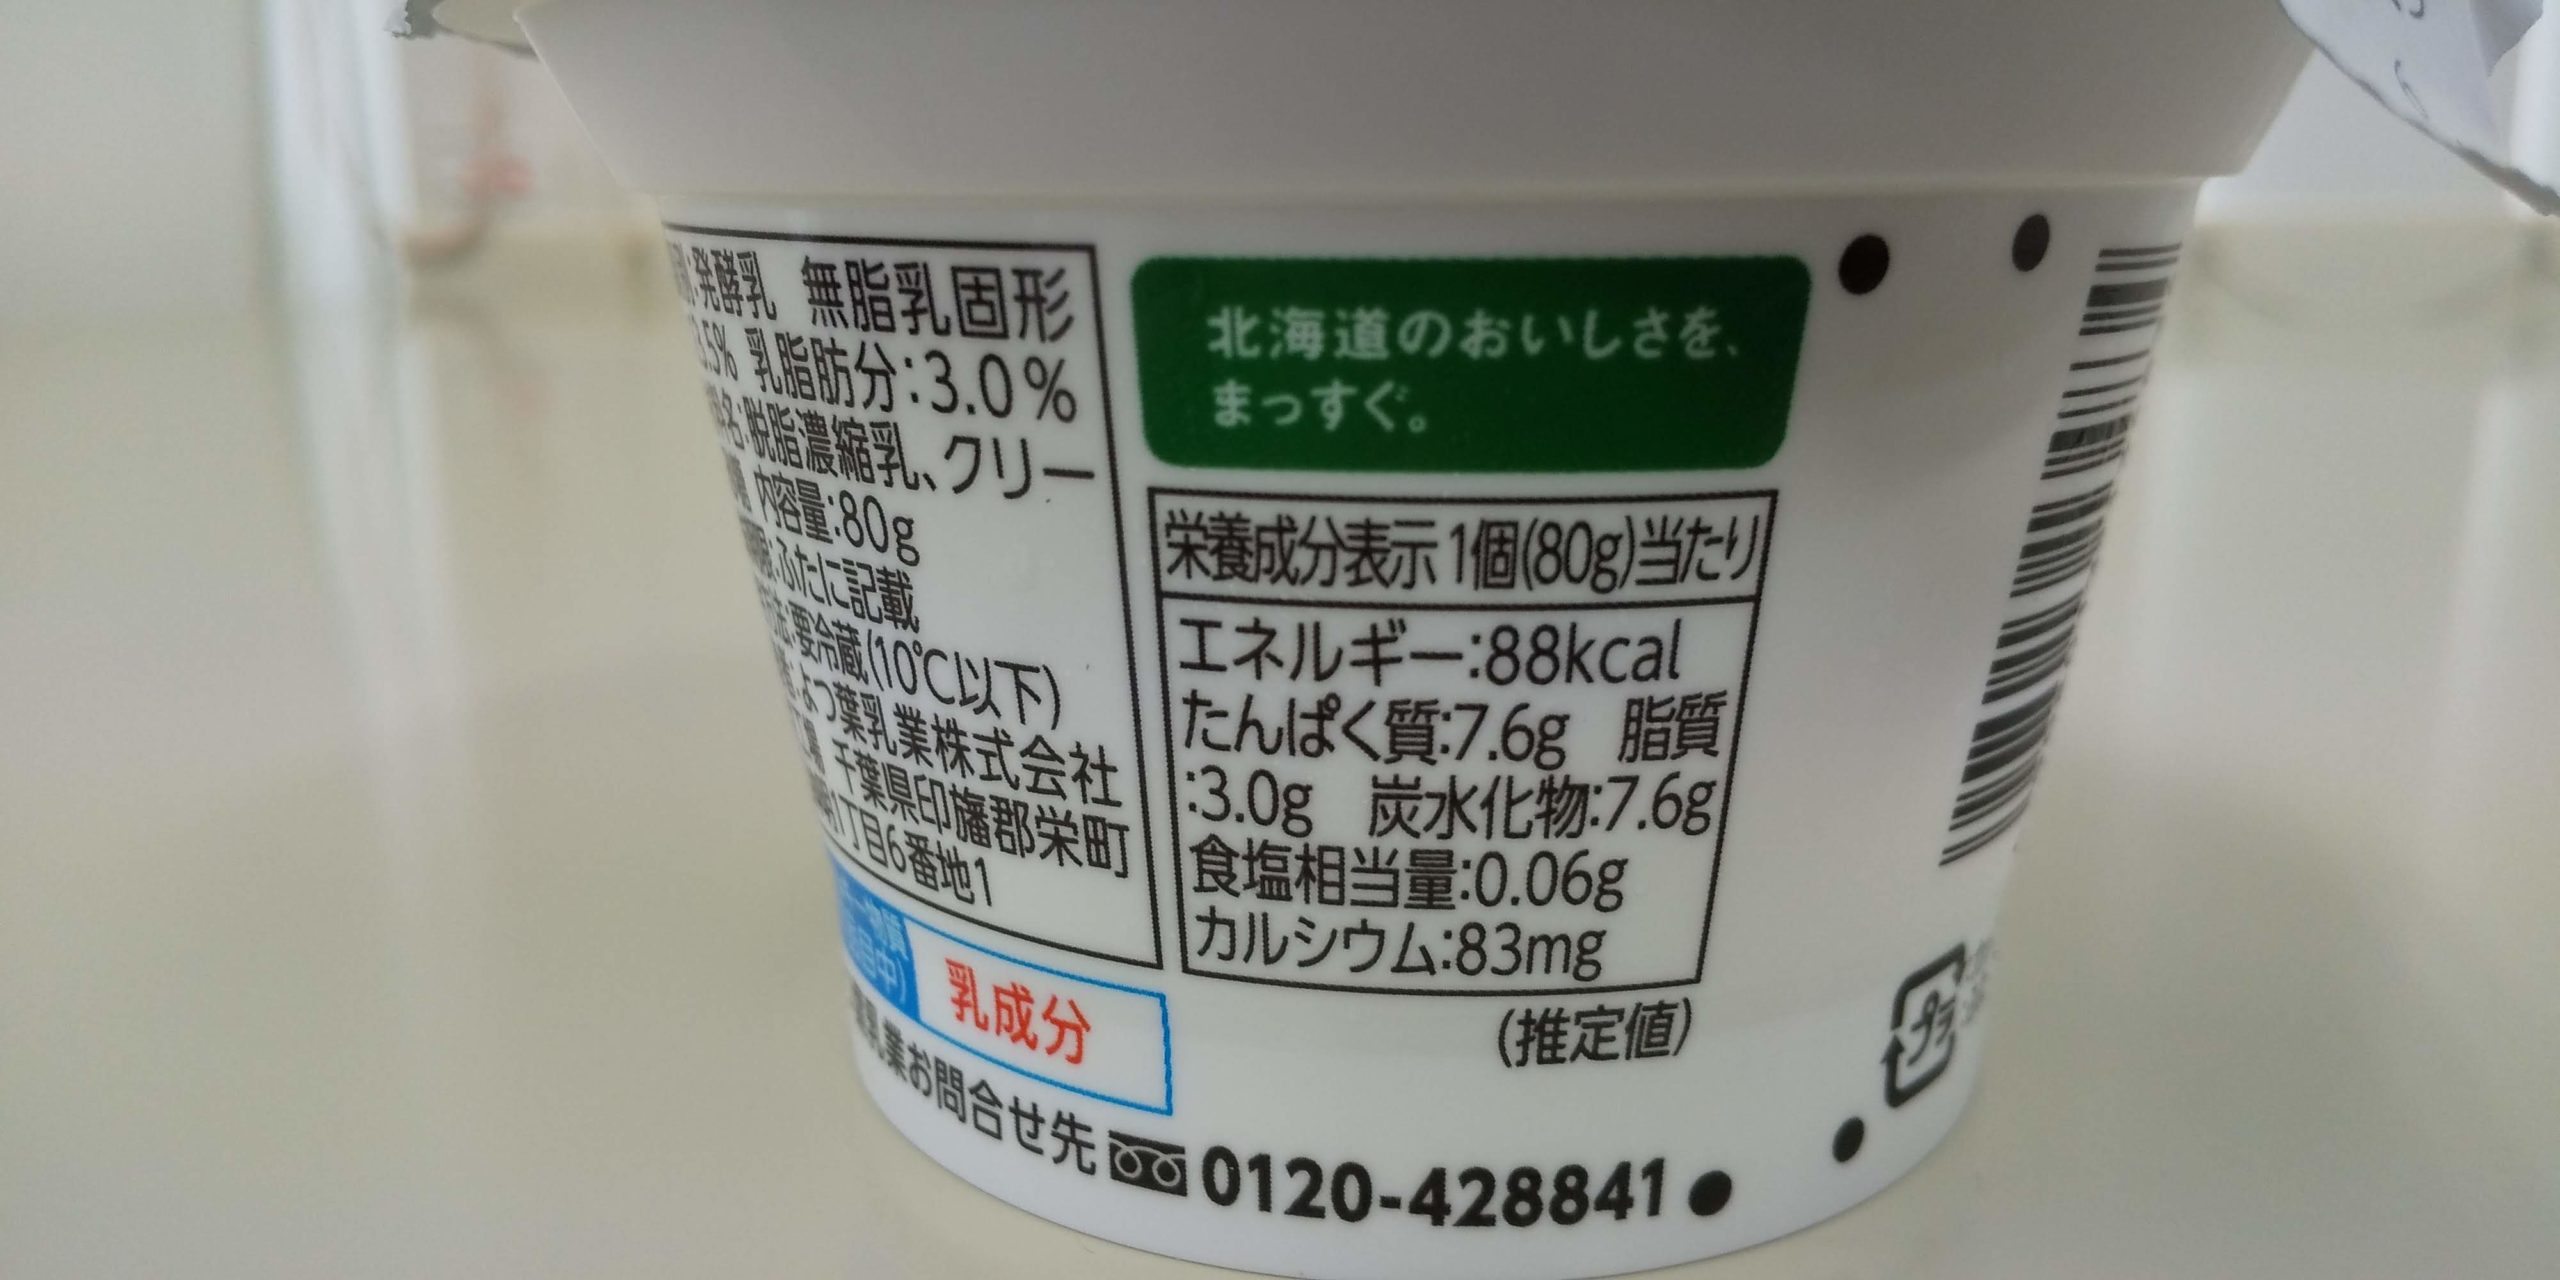 発酵乳 無脂乳固形
乳脂肪分:3.0%
脱脂濃縮乳、クリー
内容量:80g
ふたに記載
要冷蔵(10℃以下)
よつ葉乳業株式会社
千葉県印旛郡栄町
1丁目6番地1
物質
乳成分
乳業お問合せ先 0120-428841
北海道のおいしさを、
まっすぐ。
栄養成分表示 1個(80g)当たり
エネルギー:88kcal
たんぱく質:7.6g 脂質
:3.0g 炭水化物:7.6g
食塩相当量:0.06g
カルシウム:83mg
(推定値)
プラ